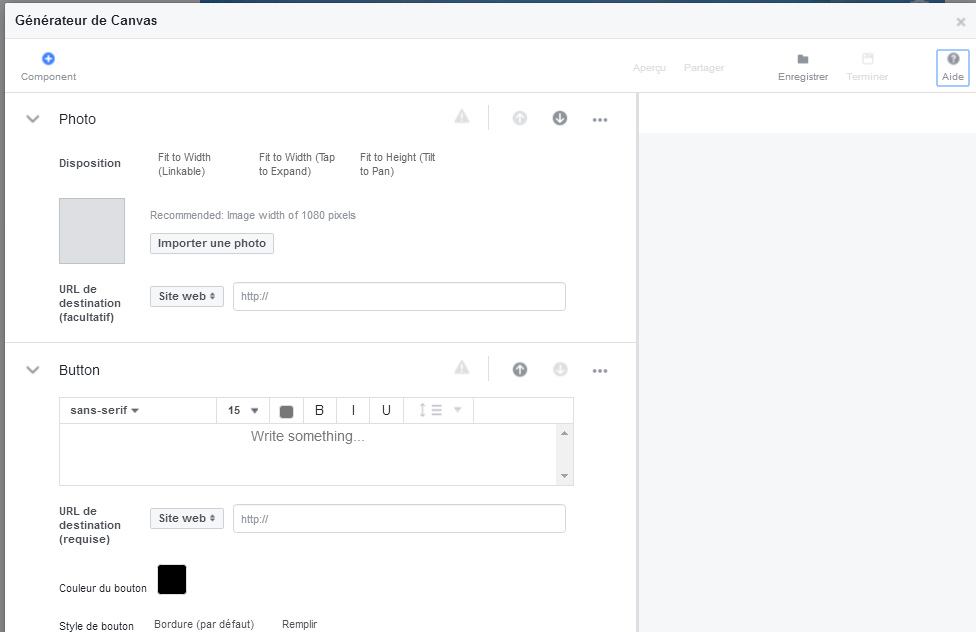 Générateur de Canvas
Component
Aperçu Partager Enregistrer Terminer Aide
Photo
Disposition
Fit to Width (Linkable)
Fit to Width (Tap to Expand)
Fit to Height (Tilt to Pan)
Recommended: Image width of 1080 pixels
Importer une photo
URL de destination (facultatif)
Site web
http://
Button
sans-serif 15 B I U
Write something...
URL de destination (requise)
Site web
http://
Couleur du bouton
Style de bouton Bordure (par défaut) Remplir